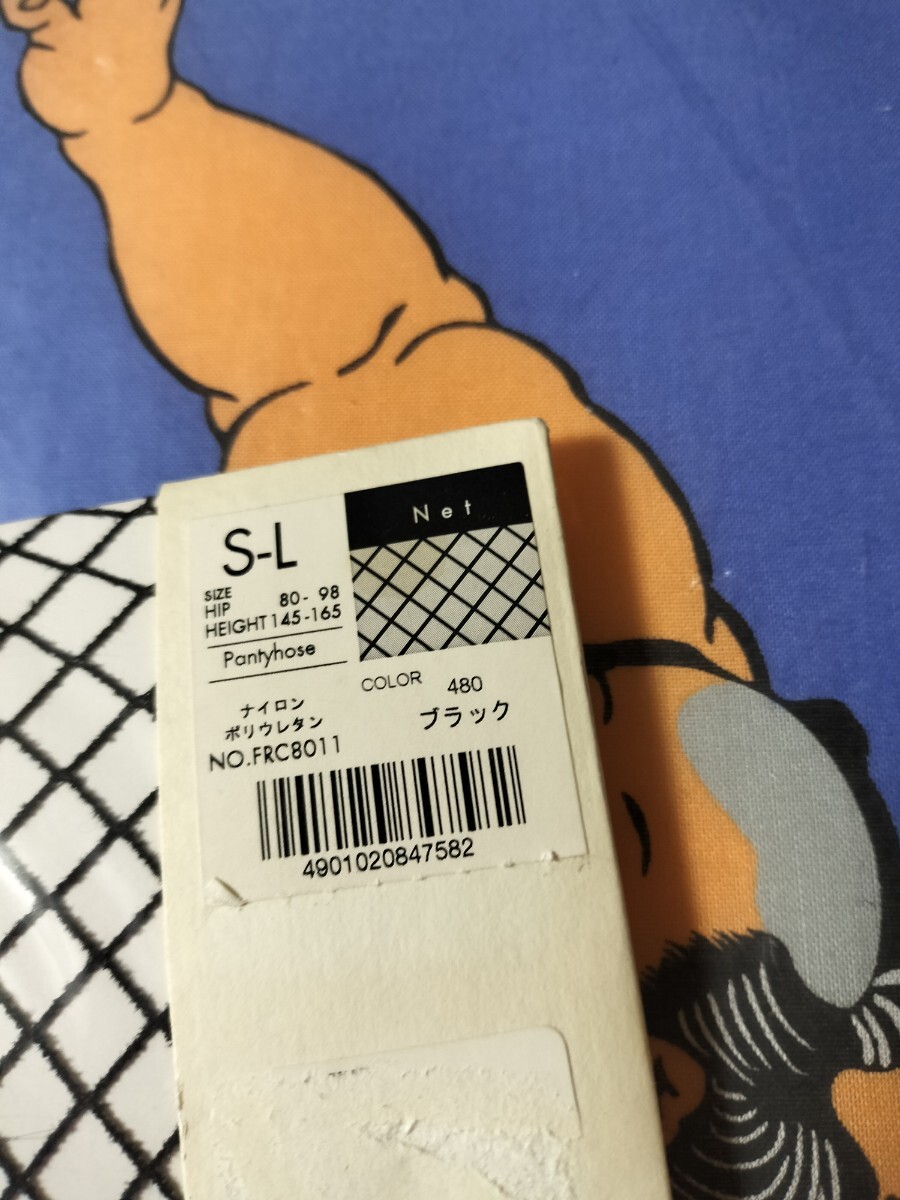 S-L
Net
SIZE
HIP 80-98
HEIGHT 145-165
Pantyhose
COLOR 480
ナイロン
ポリウレタン
ブラック
NO.FRC8011
4901020847582